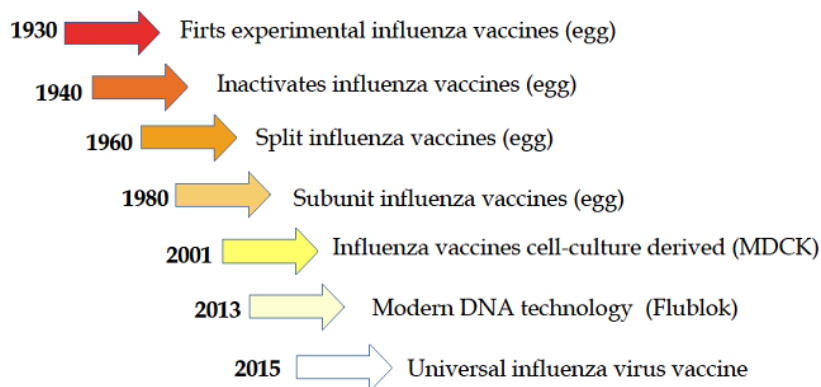 1930 Firts experimental influenza vaccines (egg)
1940 Inactivates influenza vaccines (egg)
1960 Split influenza vaccines (egg)
1980 Subunit influenza vaccines (egg)
2001 Influenza vaccines cell-culture derived (MDCK)
2013 Modern DNA technology (Flublok)
2015 Universal influenza virus vaccine